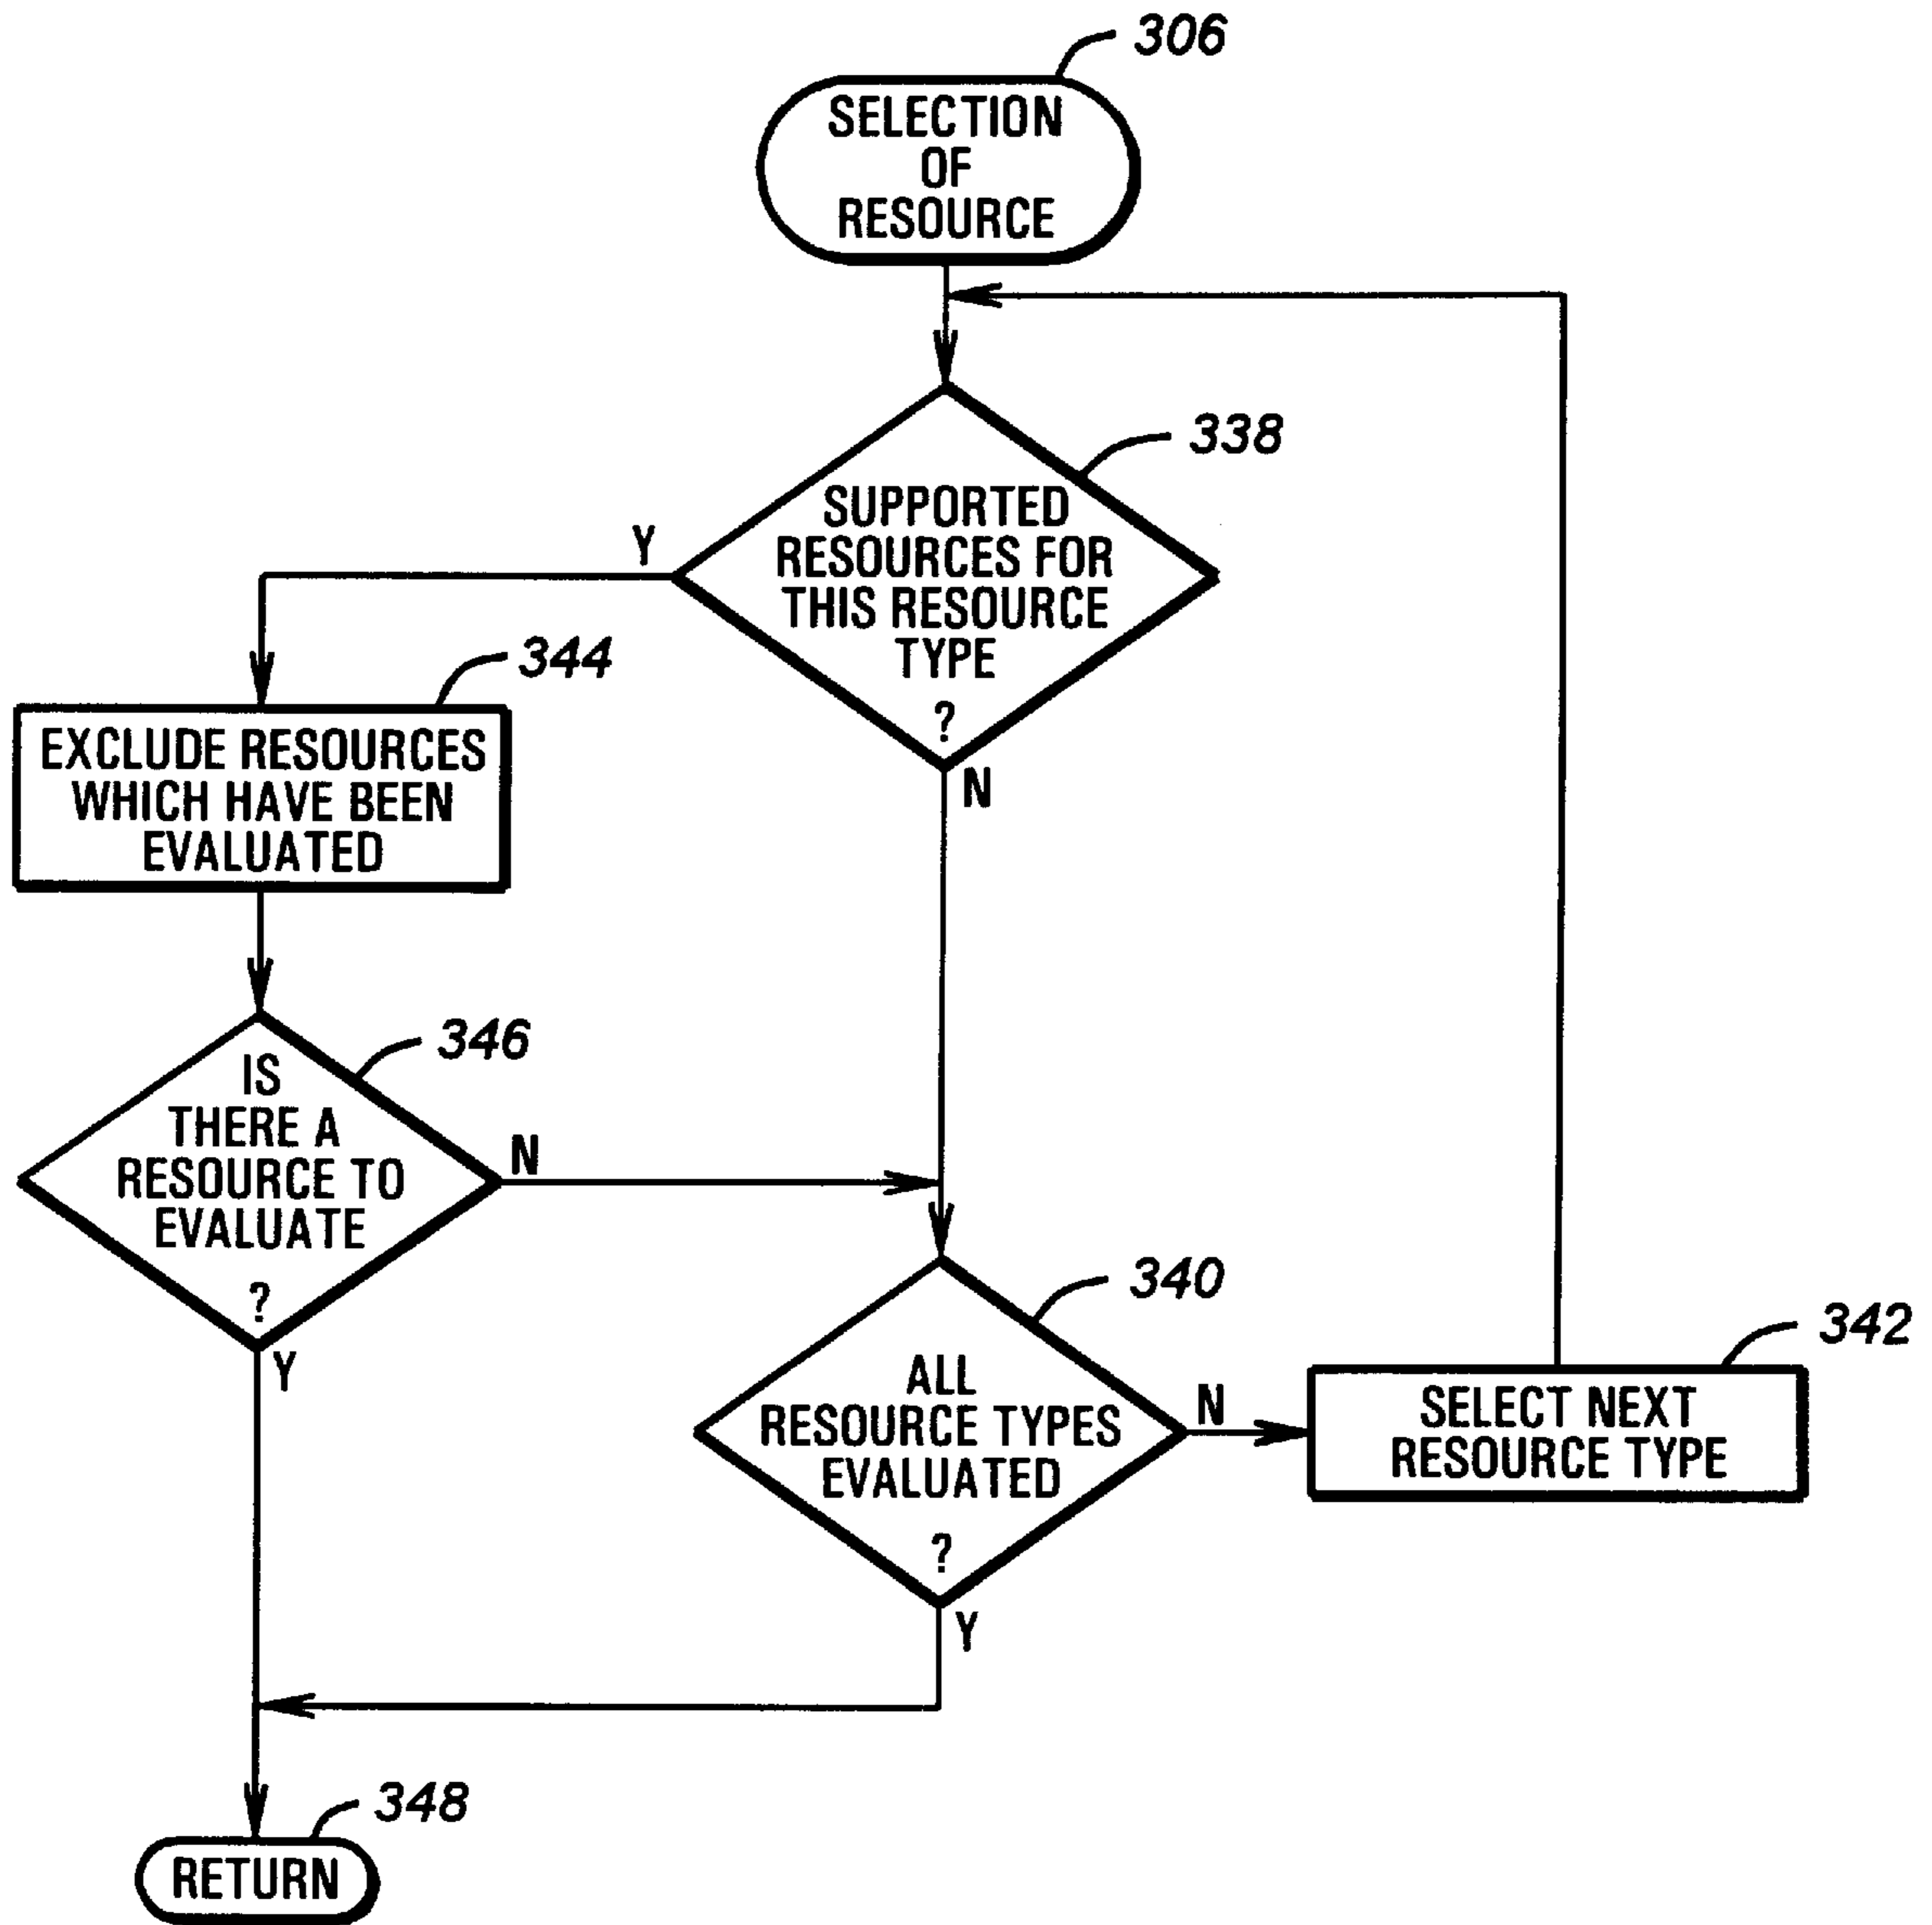 306
SELECTION
OF
RESOURCE
338
SUPPORTED
RESOURCES FOR
THIS RESOURCE
TYPE
?
Y
N
344
EXCLUDE RESOURCES
WHICH HAVE BEEN
EVALUATED
346
IS
THERE A
RESOURCE TO
EVALUATE
?
N
Y
340
ALL
RESOURCE TYPES
EVALUATED
?
N
Y
342
SELECT NEXT
RESOURCE TYPE
348
RETURN